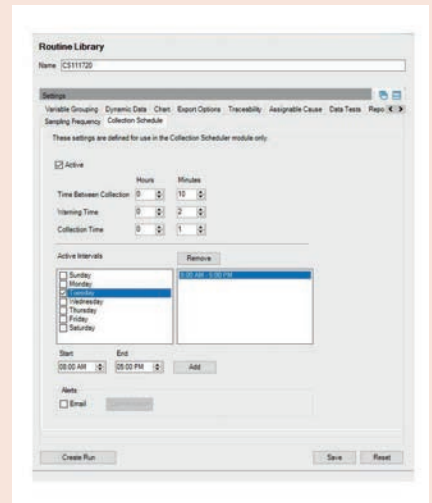 Routine Library
Name CS111720
Settings
Variable Grouping Dynamic Data Chart Export Options Traceability Assignable Cause Data Tests Repo
Sampling Frequency Collection Schedule
These settings are defined for use in the Collection Scheduler module only.
Active
Hours Minutes
Time Between Collection 0 10
Warning Time 0 2
Collection Time 0 1
Active Intervals Remove
Sunday 8:00 AM - 5:00 PM
Monday
Tuesday
Wednesday
Thursday
Friday
Saturday
Start End
08:00 AM 05:00 PM Add
Alerts
Email
Create Run Save Reset